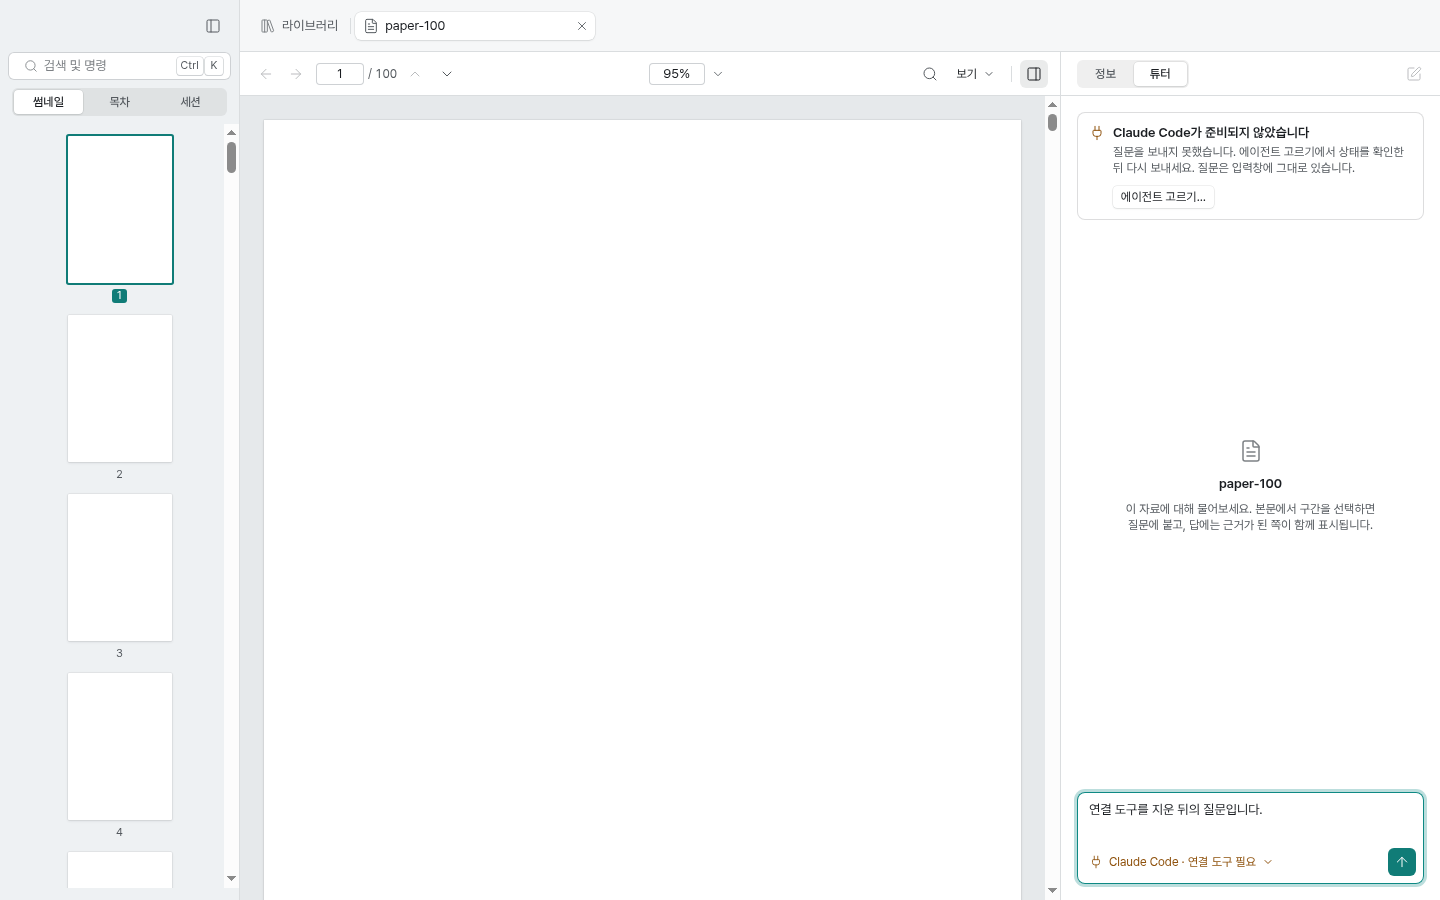 라이브러리
paper-100
검색 및 명령
Ctrl K
썸네일 목차 세션
1 / 100
95%
보기
정보 튜터
1
2
3
4
Claude Code가 준비되지 않았습니다
질문을 보내지 못했습니다. 에이전트 고르기에서 상태를 확인한
뒤 다시 보내세요. 질문은 입력창에 그대로 있습니다.
에이전트 고르기...
paper-100
이 자료에 대해 물어보세요. 본문에서 구간을 선택하면
질문에 붙고, 답에는 근거가 된 쪽이 함께 표시됩니다.
연결 도구를 지운 뒤의 질문입니다.
Claude Code · 연결 도구 필요